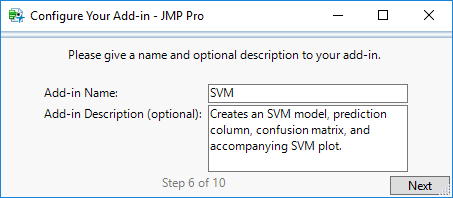 Configure Your Add-in - JMP Pro
Please give a name and optional description to your add-in.
Add-in Name: SVM
Add-in Description (optional): Creates an SVM model, prediction
column, confusion matrix, and
accompanying SVM plot.
Step 6 of 10
Next